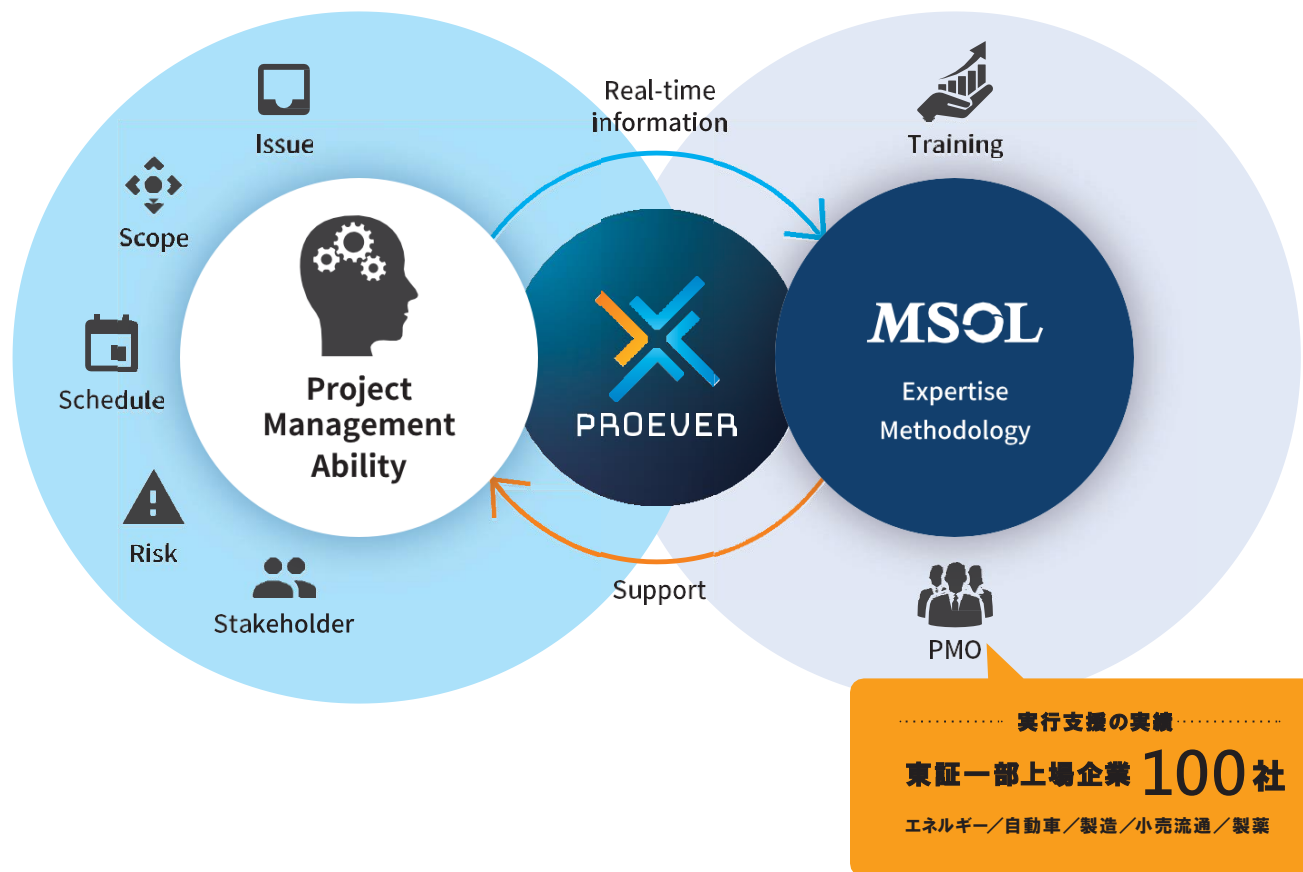 Issue
Scope
Schedule
Risk
Stakeholder
Project
Management
Ability
Real-time
information
PROEVER
Support
Training
MSOL
Expertise
Methodology
PMO
実行支援の実績
東証一部上場企業 100社
エネルギー／自動車／製造／小売流通／製薬